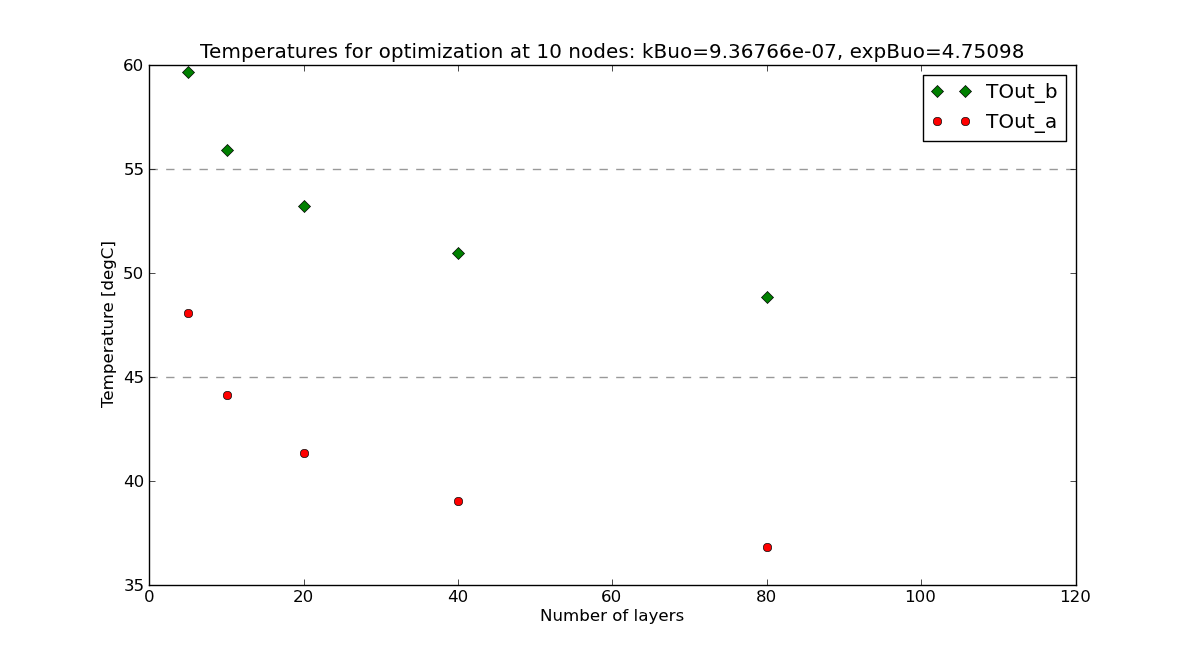 Temperatures for optimization at 10 nodes: kBuo=9.36766e-07, expBuo=4.75098
TOut_b
TOut_a
60
55
50
45
40
35
Temperature [degC]
0 20 40 60 80 100 120
Number of layers